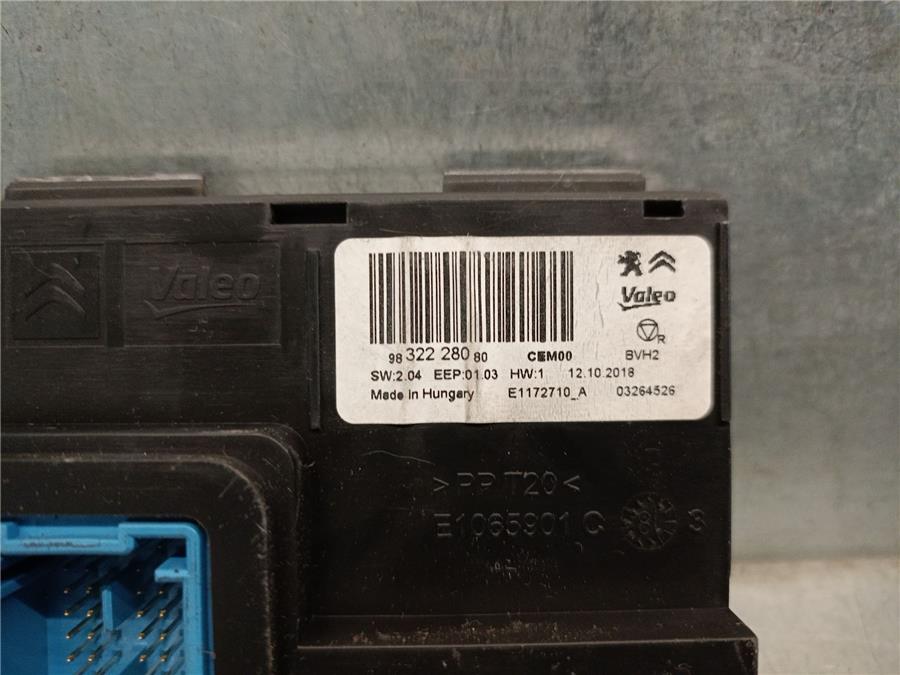 Valeo
Valeo
R
98 322 280 80 CEM00 BVH2
SW:2.04 EEP:01.03 HW:1 12.10.2018
Made in Hungary E1172710_A 03264526
>PP T20<
E1065901 C 3